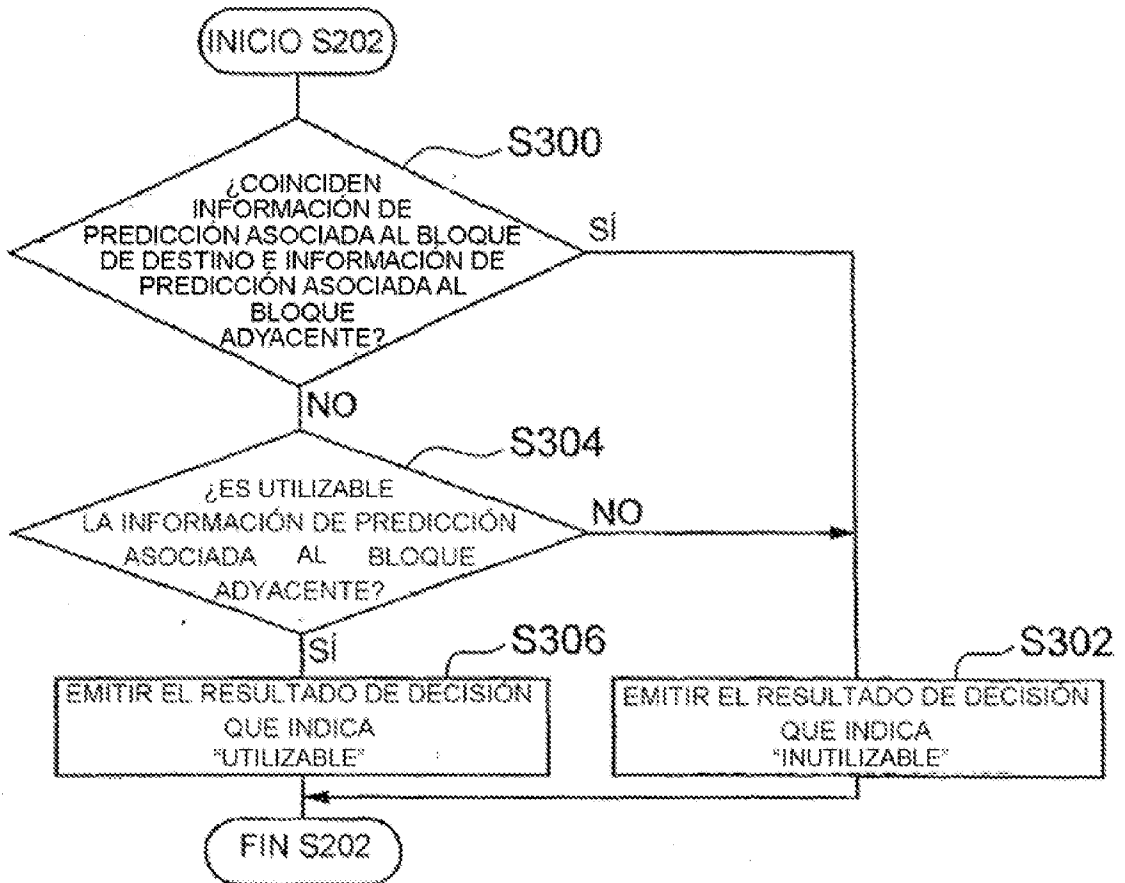 INICIO S202
S300
¿COINCIDEN
INFORMACIÓN DE
PREDICCIÓN ASOCIADA AL BLOQUE
DE DESTINO E INFORMACIÓN DE
PREDICCIÓN ASOCIADA AL
BLOQUE
ADYACENTE?
SÍ
NO
S304
¿ES UTILIZABLE
LA INFORMACIÓN DE PREDICCIÓN
ASOCIADA AL BLOQUE
ADYACENTE?
NO
SÍ
S306
EMITIR EL RESULTADO DE DECISIÓN
QUE INDICA
"UTILIZABLE"
S302
EMITIR EL RESULTADO DE DECISIÓN
QUE INDICA
"INUTILIZABLE"
FIN S202